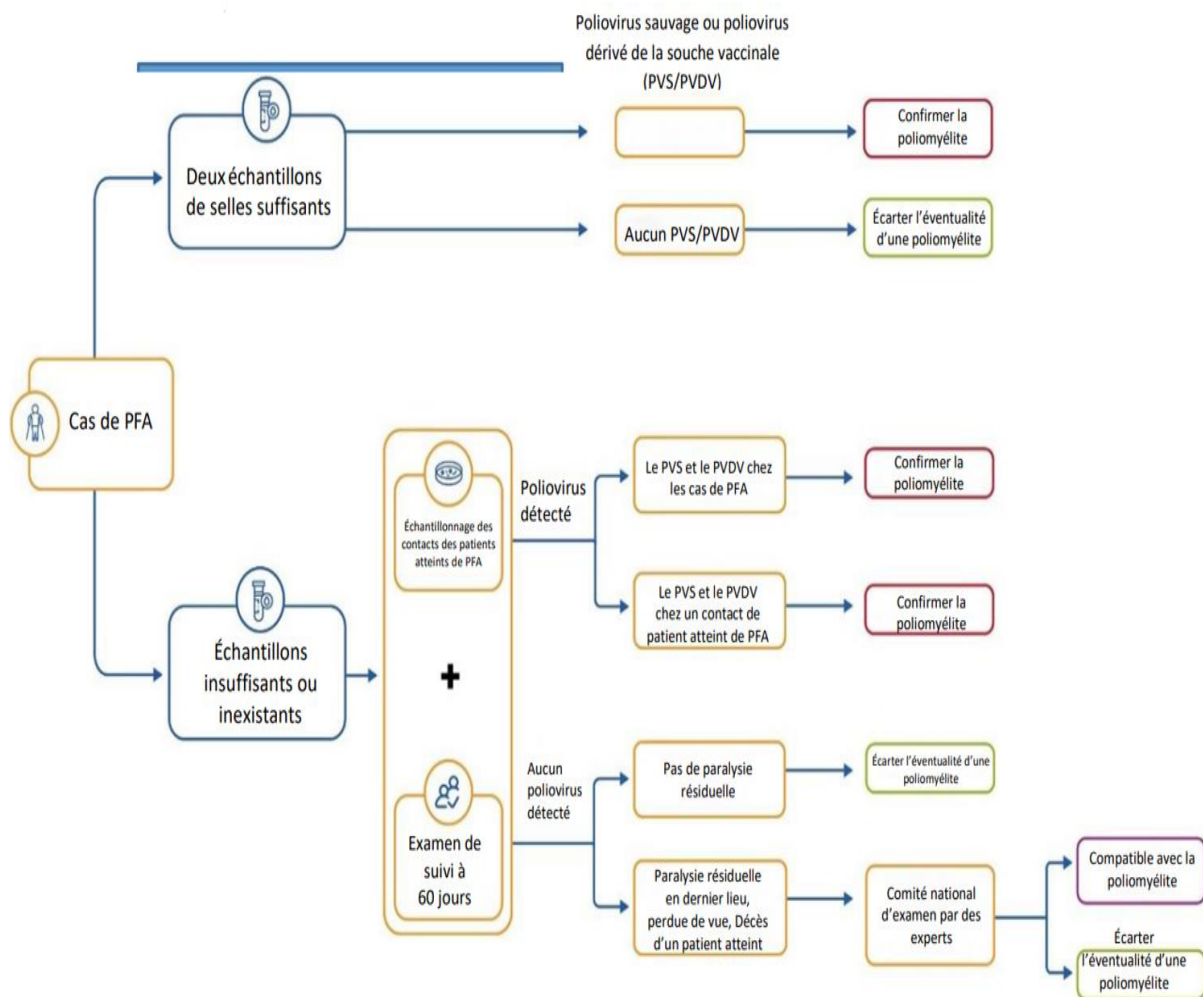 Poliovirus sauvage ou poliovirus
dérivé de la souche vaccinale
(PVS/PVDV)
Deux échantillons
de selles suffisants
Confirmer la
poliomyélite
Aucun PVS/PVDV
Écarter l’éventualité
d’une poliomyélite
Cas de PFA
Échantillons
insuffisants ou
inexistants
Échantillonnage des
contacts des patients
atteints de PFA
+
Examen de
suivi à
60 jours
Poliovirus
détecté
Le PVS et le PVDV chez
les cas de PFA
Confirmer la
poliomyélite
Le PVS et le PVDV
chez un contact de
patient atteint de PFA
Confirmer la
poliomyélite
Aucun
poliovirus
détecté
Pas de paralysie
résiduelle
Écarter l’éventualité d’une
poliomyélite
Paralysie résiduelle
en dernier lieu,
perdue de vue, Décès
d’un patient atteint
Comité national
d’examen par des
experts
Compatible avec la
poliomyélite
Écarter
l’éventualité d’une
poliomyélite